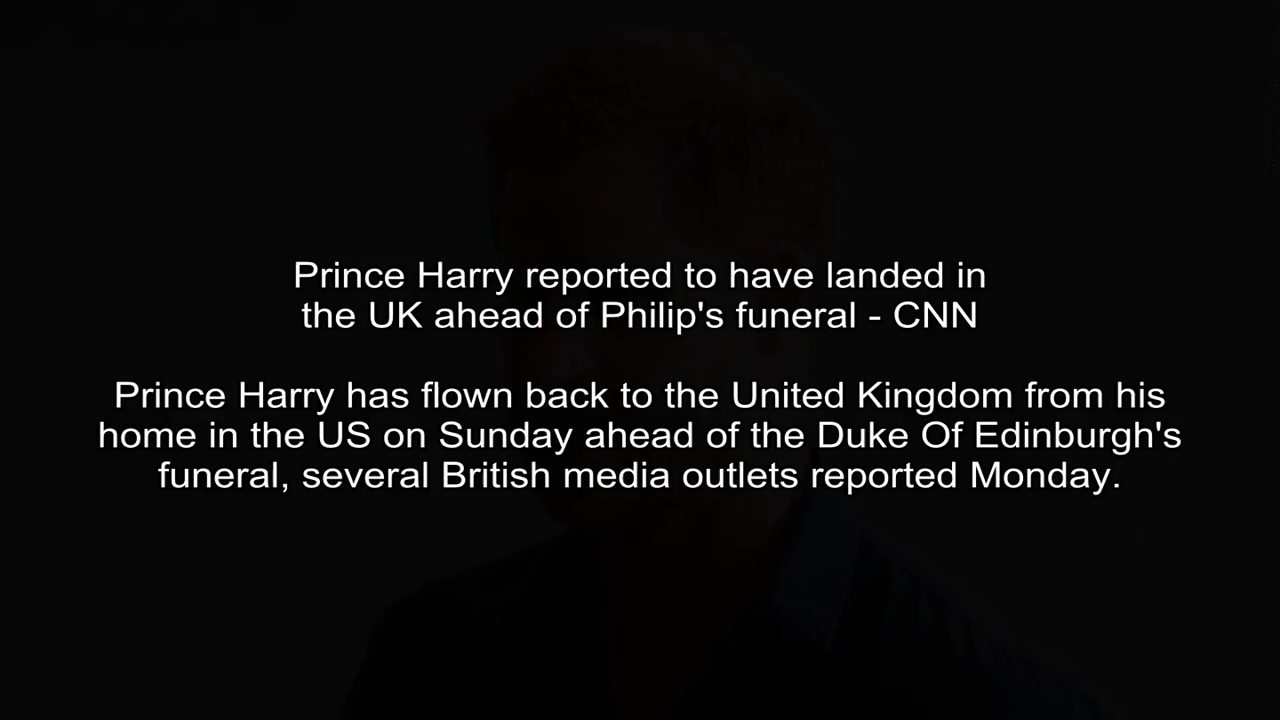 Prince Harry reported to have landed in
the UK ahead of Philip's funeral - CNN
Prince Harry has flown back to the United Kingdom from his
home in the US on Sunday ahead of the Duke Of Edinburgh's
funeral, several British media outlets reported Monday.